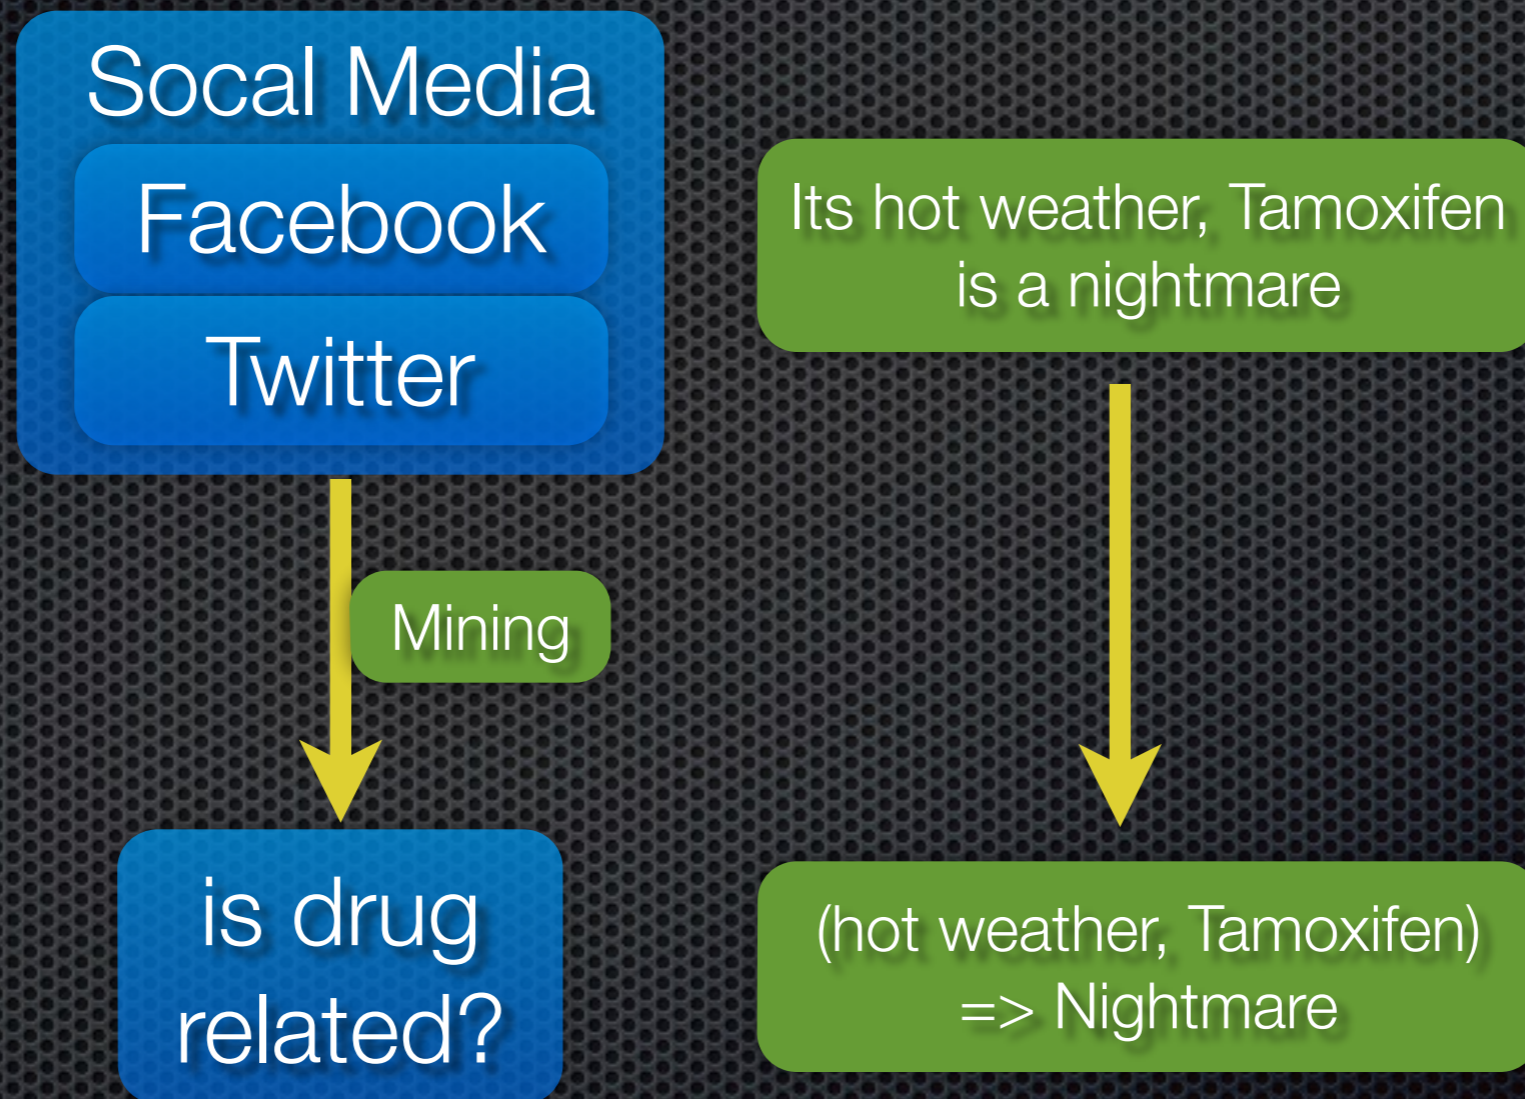 Socal Media
Facebook
Twitter
Mining
is drug
related?
Its hot weather, Tamoxifen
is a nightmare
(hot weather, Tamoxifen)
=> Nightmare